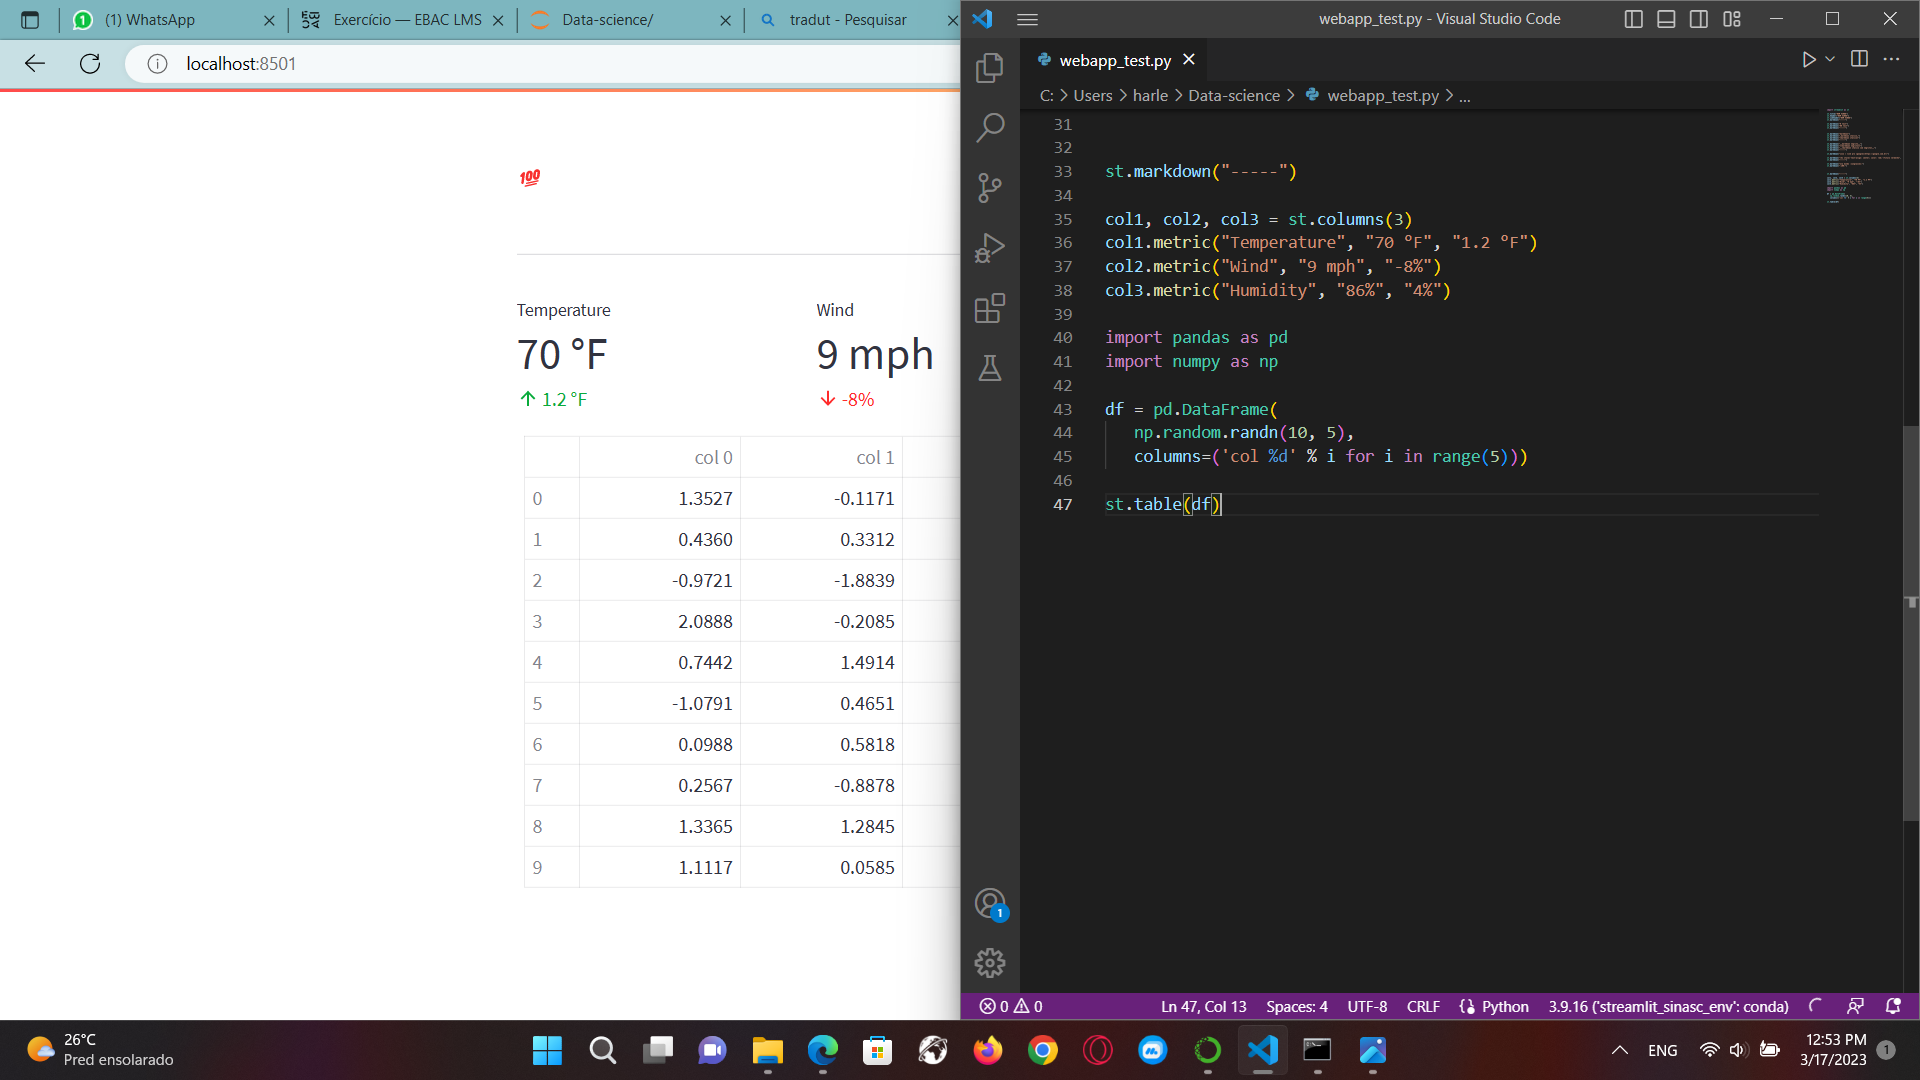 (1) WhatsApp
Exercício — EBAC LMS
Data-science/
tradut - Pesquisar
localhost:8501
💯
Temperature
Wind
70 °F
9 mph
1.2 °F
-8%
col 0 col 1
0 1.3527 -0.1171
1 0.4360 0.3312
2 -0.9721 -1.8839
3 2.0888 -0.2085
4 0.7442 1.4914
5 -1.0791 0.4651
6 0.0988 0.5818
7 0.2567 -0.8878
8 1.3365 1.2845
9 1.1117 0.0585
webapp_test.py - Visual Studio Code
webapp_test.py
C: > Users > harle > Data-science > webapp_test.py > ...
31
32
33 st.markdown("-----")
34
35 col1, col2, col3 = st.columns(3)
36 col1.metric("Temperature", "70 °F", "1.2 °F")
37 col2.metric("Wind", "9 mph", "-8%")
38 col3.metric("Humidity", "86%", "4%")
39
40 import pandas as pd
41 import numpy as np
42
43 df = pd.DataFrame(
44 np.random.randn(10, 5),
45 columns=('col %d' % i for i in range(5)))
46
47 st.table(df)
1
0 0
Ln 47, Col 13
Spaces: 4
UTF-8
CRLF
Python
3.9.16 ('streamlit_sinasc_env': conda)
26°C
Pred ensolarado
ENG
12:53 PM
3/17/2023
1